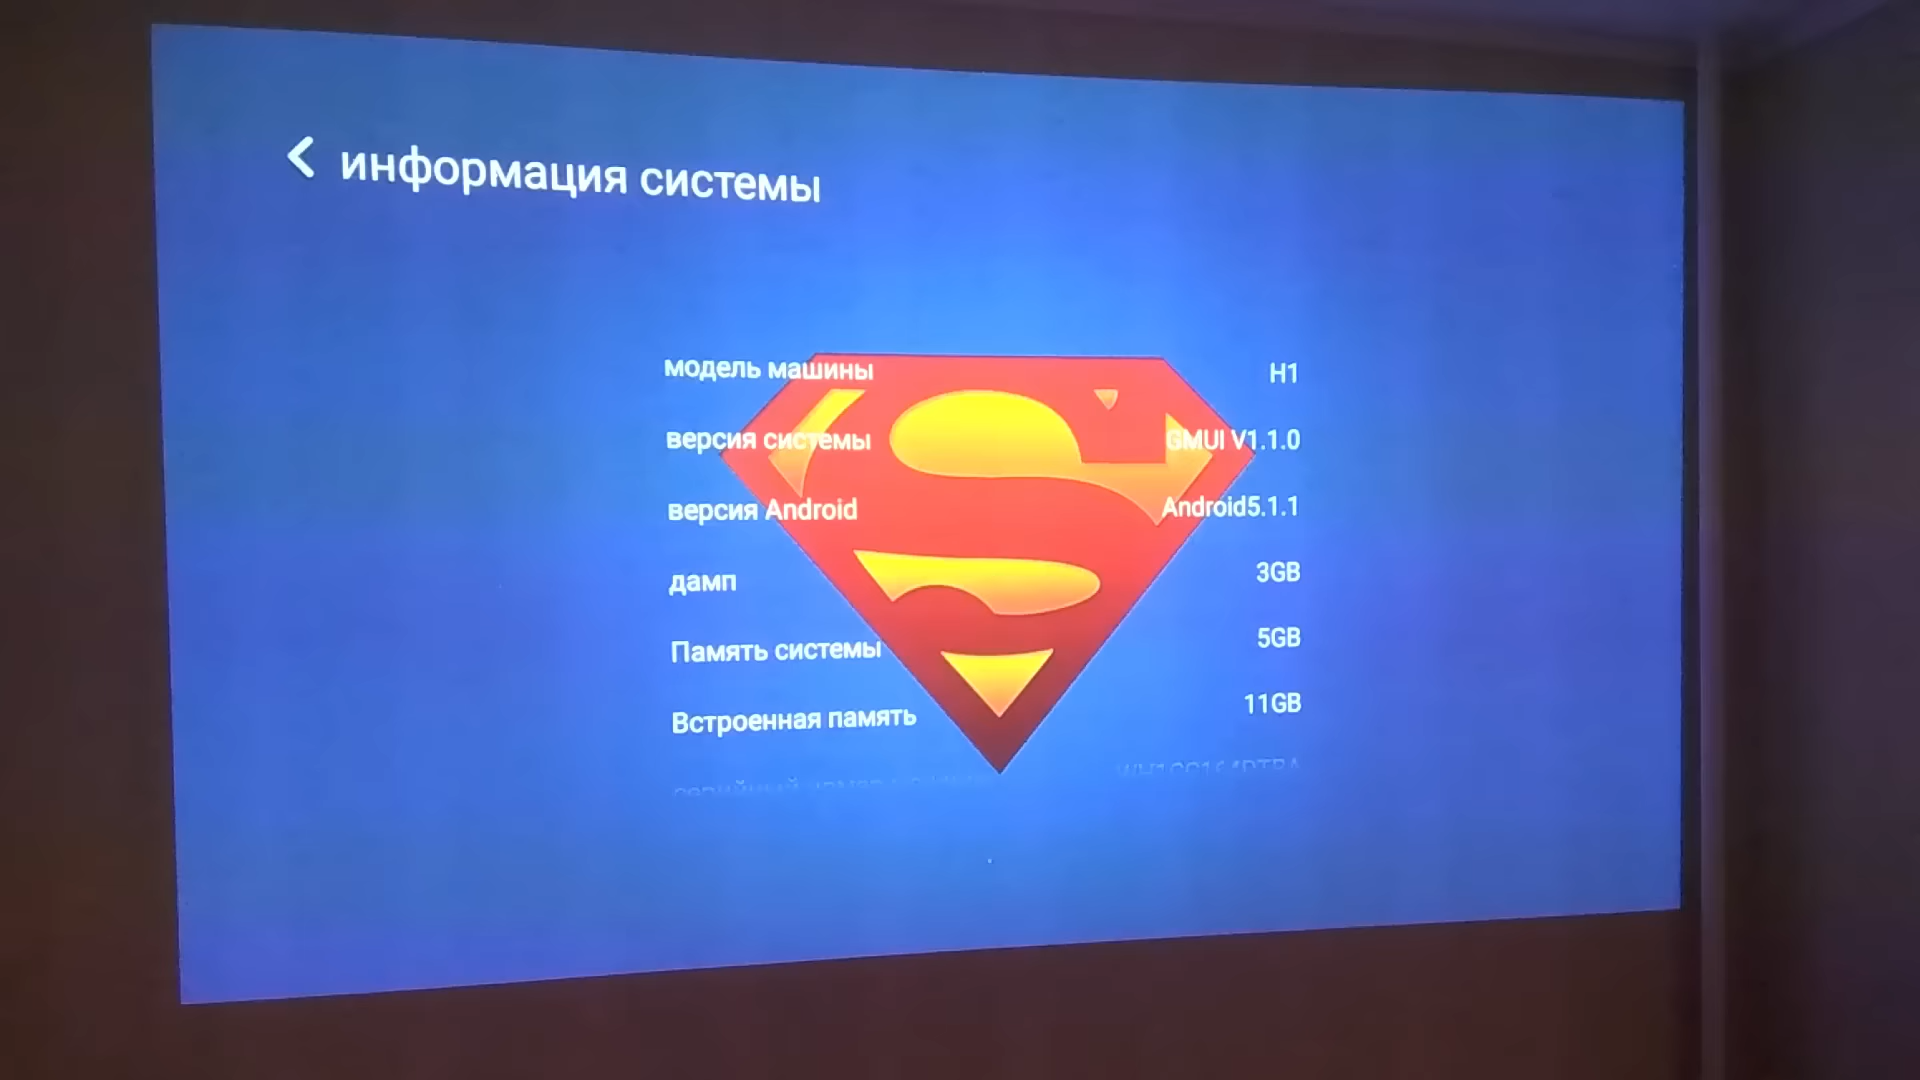 информация системы
модель машины H1
версия системы GMUI V1.1.0
версия Android Android5.1.1
дамп 3GB
Память системы 5GB
Встроенная память 11GB